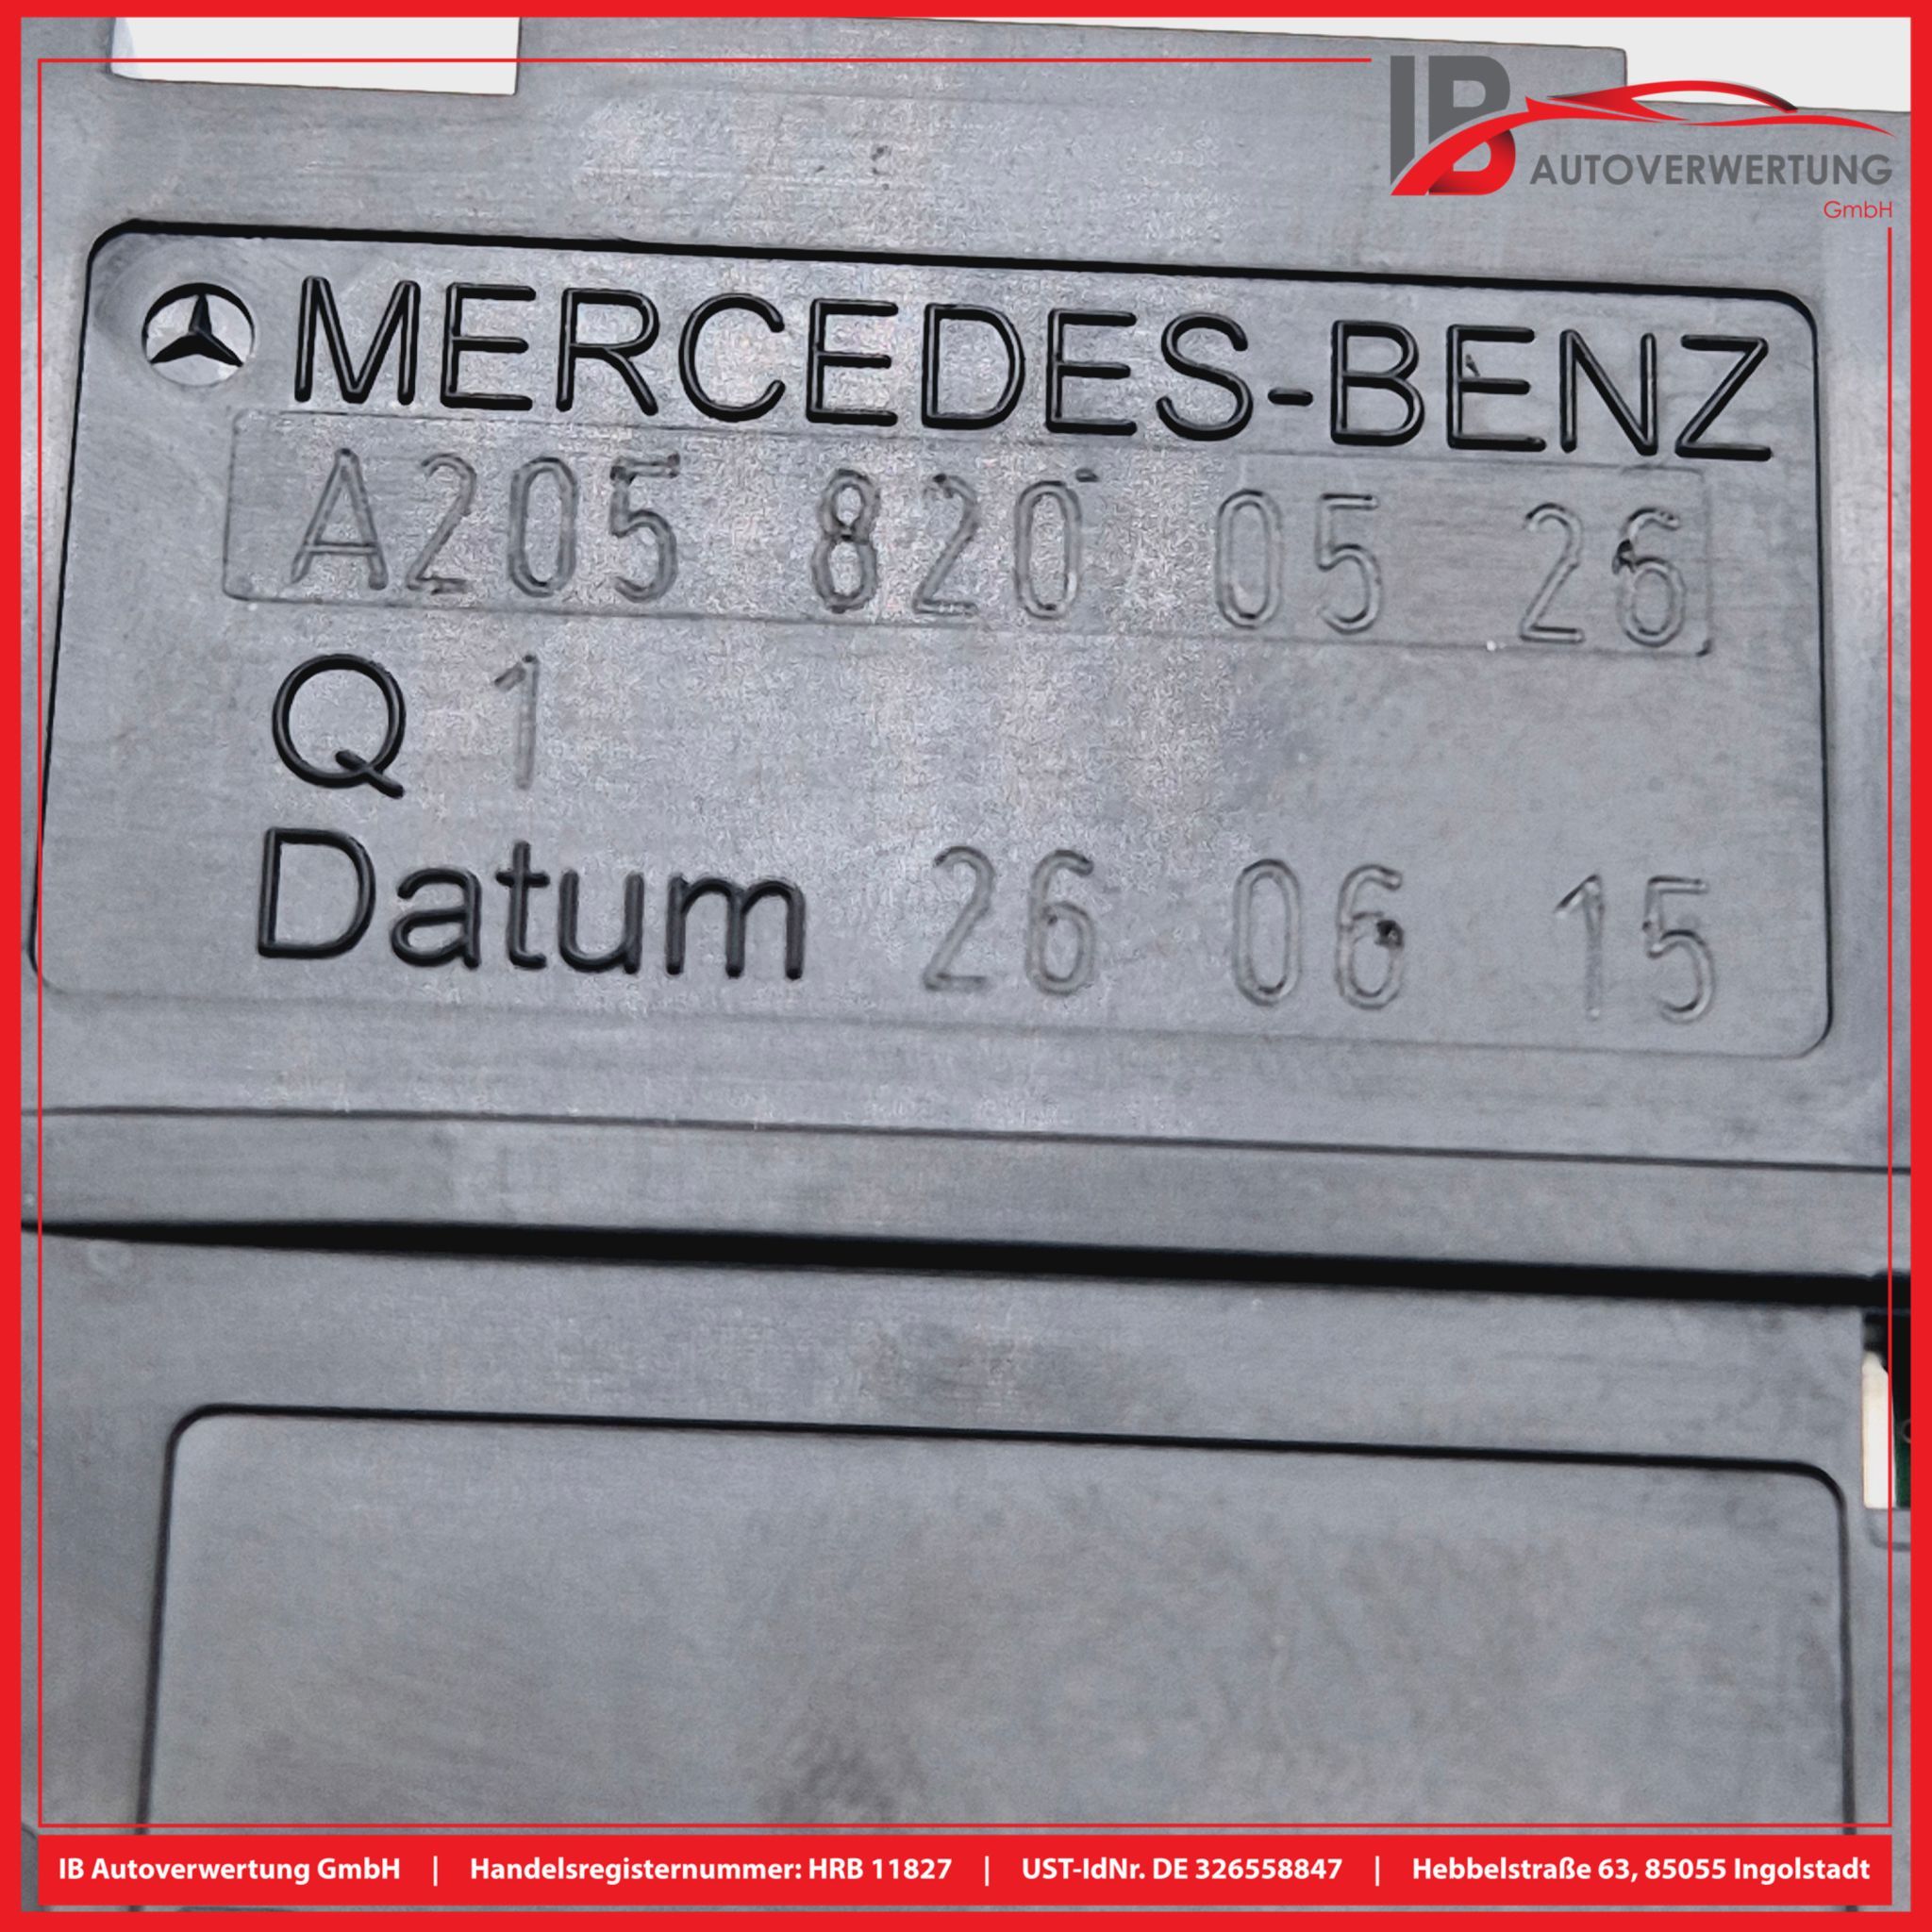 IB AUTOVERWERTUNG
GmbH
MERCEDES-BENZ
A205 820 05 26
Q 1
Datum 26 06 15
IB Autoverwertung GmbH | Handelsregisternummer: HRB 11827 | UST-IdNr. DE 326558847 | Hebbelstraße 63, 85055 Ingolstadt